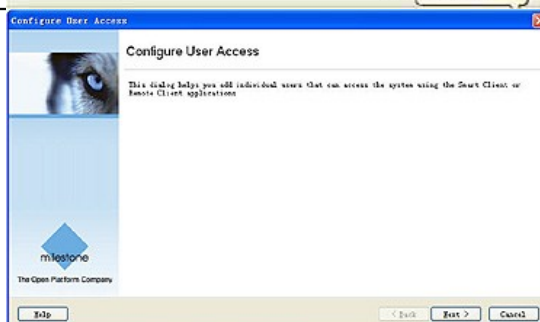 Configure User Access
Configure User Access
This dialog helps you add individual users that can access the system using the Smart Client or
Remote Client applications
milestone
The Open Platform Company
Help
< Back
Next >
Cancel